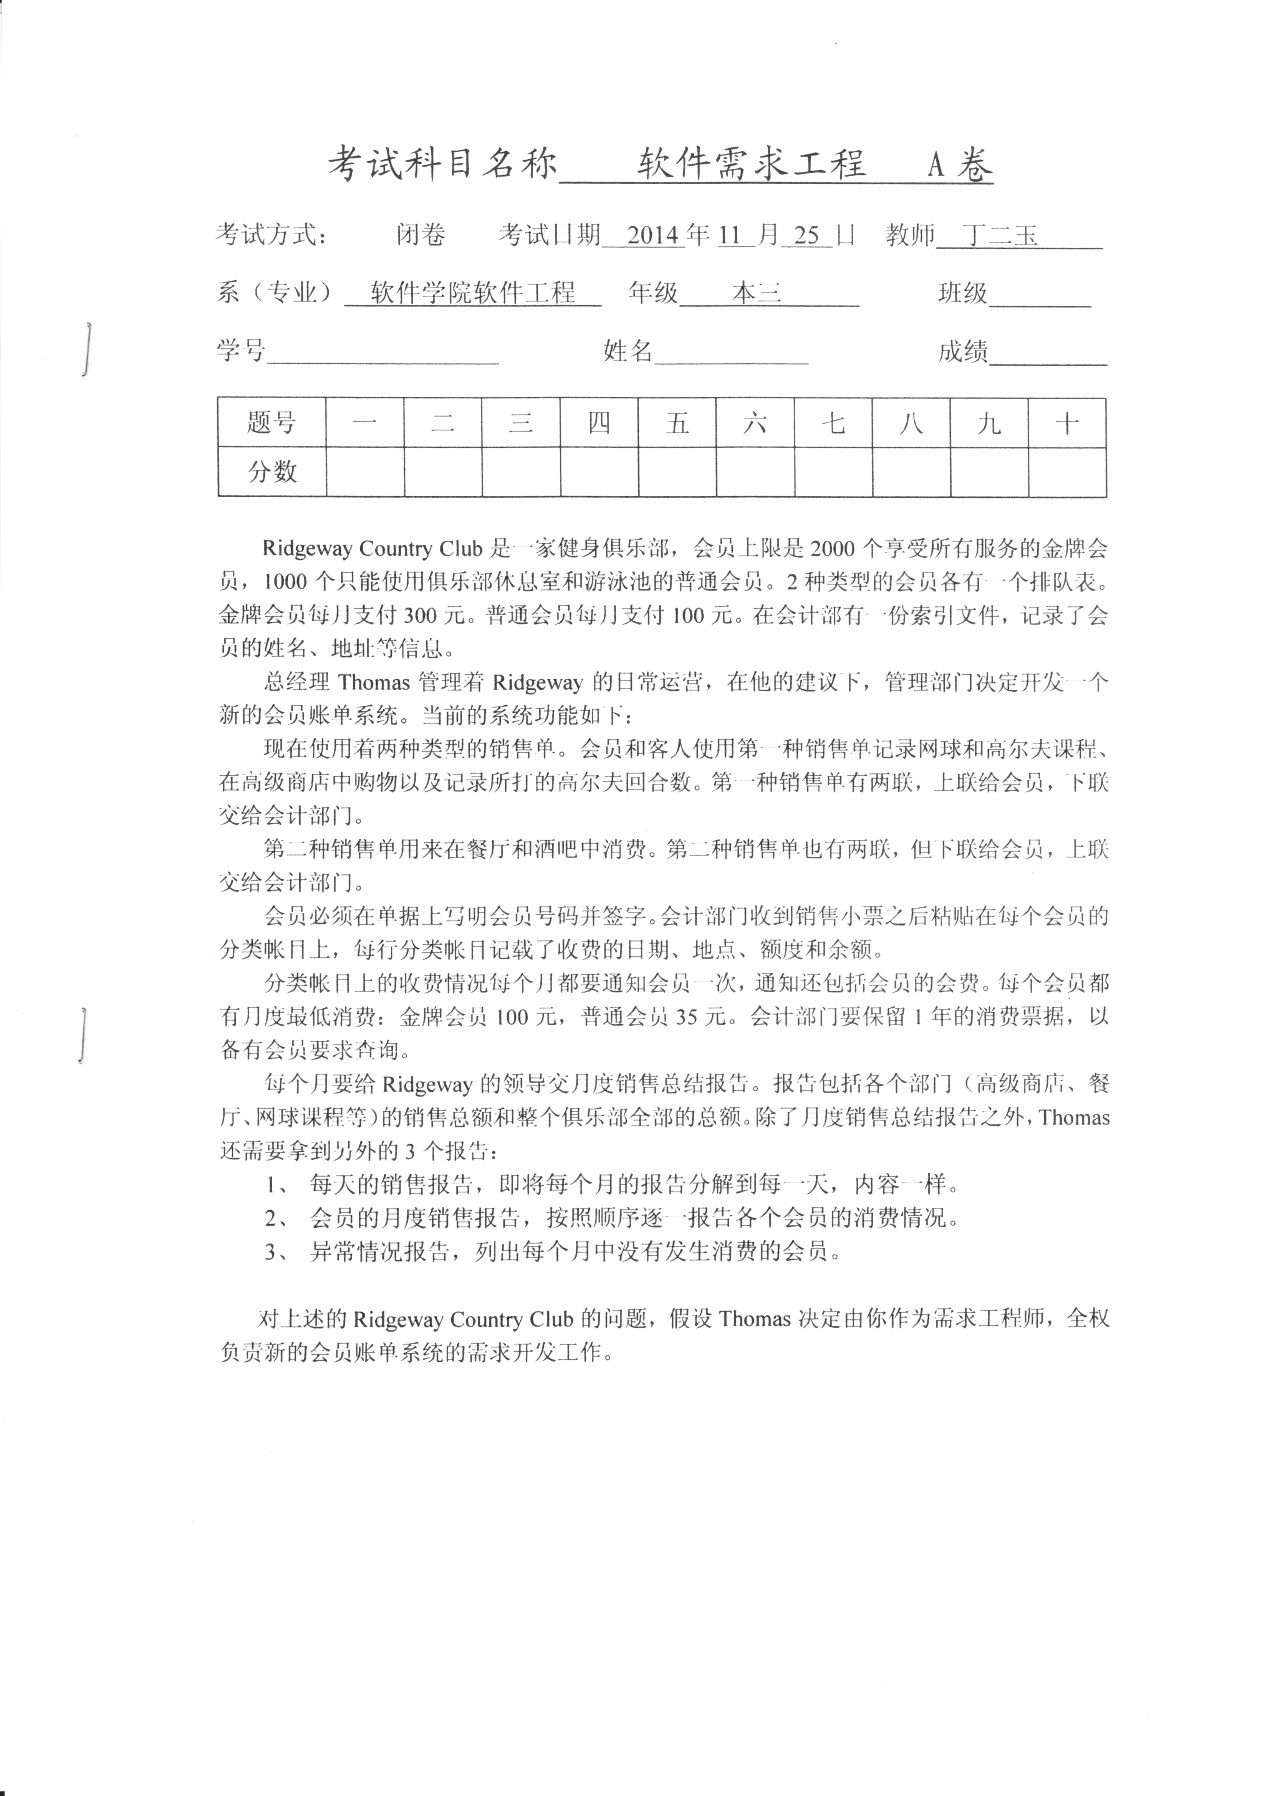 考试科目名称 软件需求工程 A 卷
考试方式： 闭卷 考试日期 2014 年 11 月 25 日 教师 丁二玉
系（专业） 软件学院软件工程 年级 本三 班级
学号 姓名 成绩
题号 一 二 三 四 五 六 七 八 九 十
分数
Ridgeway Country Club 是一家健身俱乐部，会员上限是 2000 个享受所有服务的金牌会
员，1000 个只能使用俱乐部休息室和游泳池的普通会员。2 种类型的会员各有一个排队表。
金牌会员每月支付 300 元。普通会员每月支付 100 元。在会计部有一份索引文件，记录了会
员的姓名、地址等信息。
总经理 Thomas 管理着 Ridgeway 的日常运营，在他的建议下，管理部门决定开发一个
新的会员账单系统。当前的系统功能如下：
现在使用着两种类型的销售单。会员和客人使用第一种销售单记录网球和高尔夫课程、
在高级商店中购物以及记录所打的高尔夫回合数。第一种销售单有两联，上联给会员，下联
交给会计部门。
第二种销售单用来在餐厅和酒吧中消费。第二种销售单也有两联，但下联给会员，上联
交给会计部门。
会员必须在单据上写明会员号码并签字。会计部门收到销售小票之后粘贴在每个会员的
分类帐目上，每行分类帐目记载了收费的日期、地点、额度和余额。
分类帐目上的收费情况每个月都要通知会员一次，通知还包括会员的会费。每个会员都
有月度最低消费：金牌会员 100 元，普通会员 35 元。会计部门要保留 1 年的消费票据，以
备有会员要求查询。
每个月要给 Ridgeway 的领导交月度销售总结报告。报告包括各个部门（高级商店、餐
厅、网球课程等）的销售总额和整个俱乐部全部的总额。除了月度销售总结报告之外，Thomas
还需要拿到另外的 3 个报告：
1、 每天的销售报告，即将每个月的报告分解到每一天，内容一样。
2、 会员的月度销售报告，按照顺序逐一报告各个会员的消费情况。
3、 异常情况报告，列出每个月中没有发生消费的会员。
对上述的 Ridgeway Country Club 的问题，假设 Thomas 决定由你作为需求工程师，全权
负责新的会员账单系统的需求开发工作。